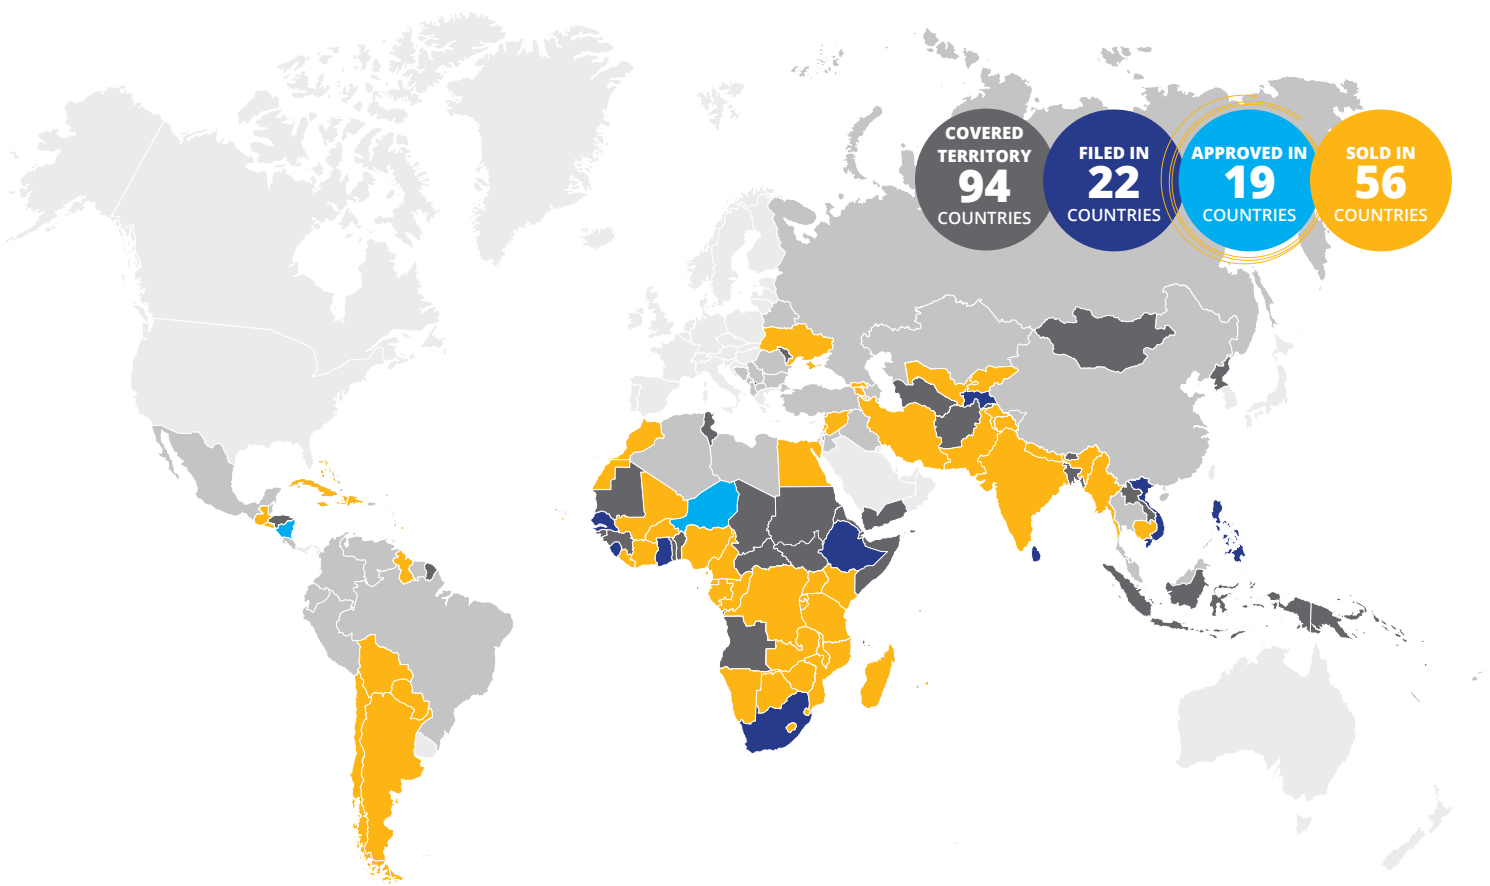 COVERED
TERRITORY
94
COUNTRIES
FILED IN
22
COUNTRIES
APPROVED IN
19
COUNTRIES
SOLD IN
56
COUNTRIES